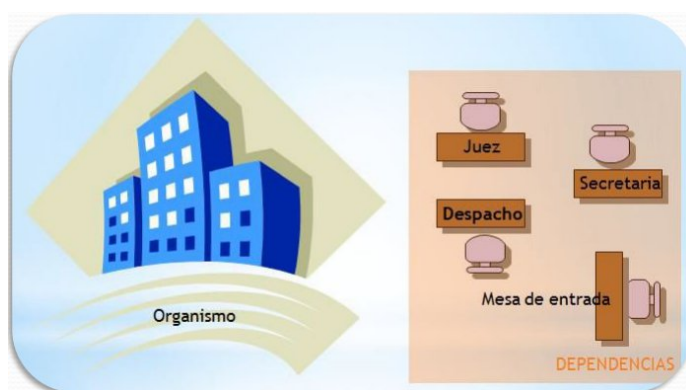 Organismo
Juez
Secretaria
Despacho
Mesa de entrada
DEPENDENCIAS